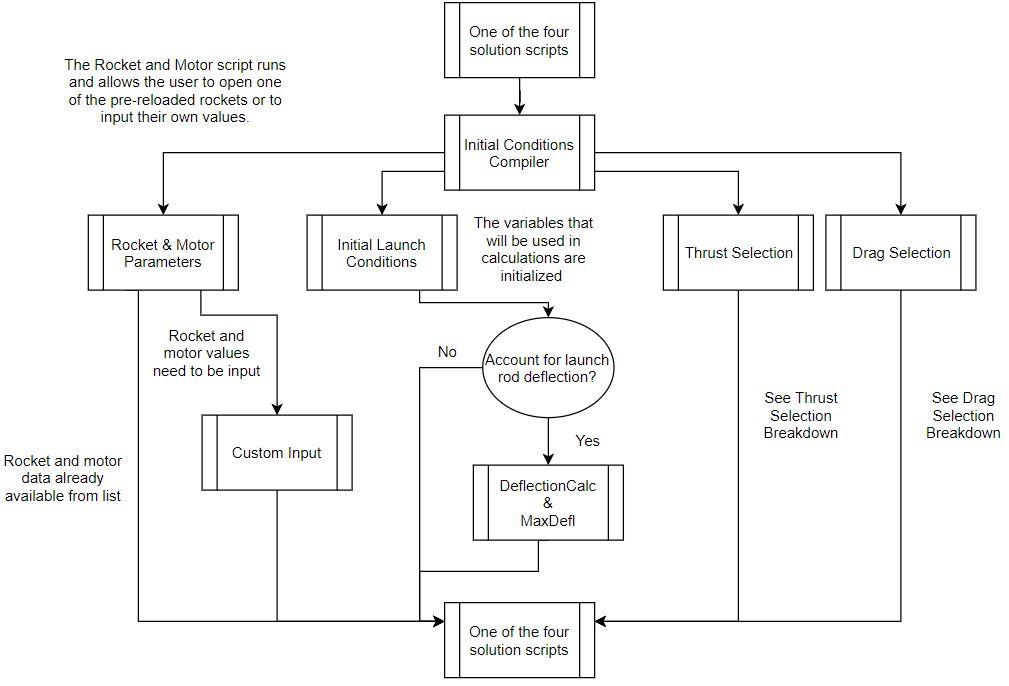 One of the four
solution scripts
The Rocket and Motor script runs
and allows the user to open one
of the pre-reloaded rockets or to
input their own values.
Initial Conditions
Compiler
Rocket & Motor
Parameters
Initial Launch
Conditions
The variables that
will be used in
calculations are
initialized
Thrust Selection
Drag Selection
Rocket and
motor values
need to be input
No
Account for launch
rod deflection?
Yes
See Thrust
Selection
Breakdown
See Drag
Selection
Breakdown
Custom Input
Rocket and motor
data already
available from list
DeflectionCalc
&
MaxDefl
One of the four
solution scripts